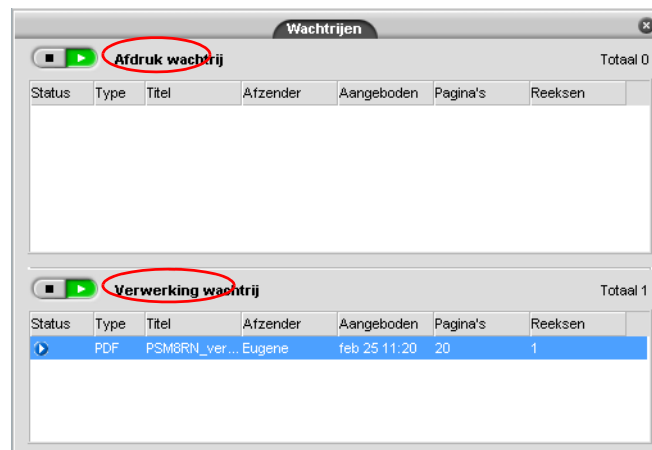 Wachtrijen
Afdruk wachtrij Totaal 0
Status Type Titel Afzender Aangeboden Pagina's Reeksen
Verwerking wachtrij Totaal 1
Status Type Titel Afzender Aangeboden Pagina's Reeksen
PDF PSM8RN_ver... Eugene feb 25 11:20 20 1